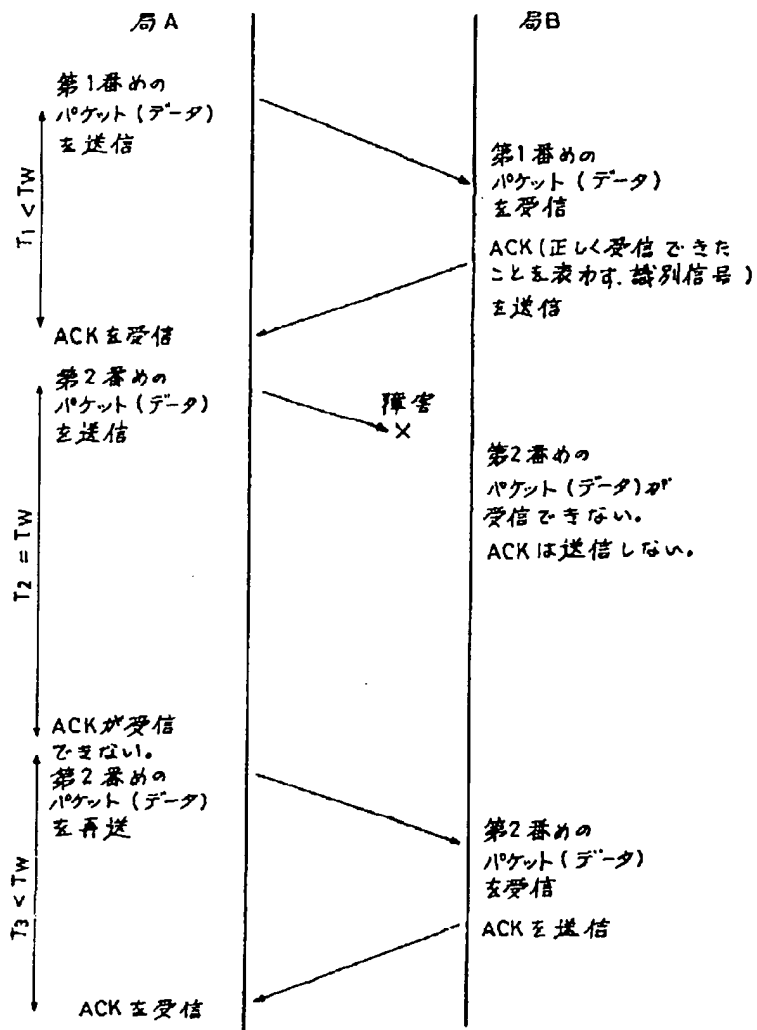 局A
局B
第1番めの
パケット(データ)
を送信
T1 < TW
第1番めの
パケット(データ)
を受信
ACK(正しく受信できた
ことを表わす、識別信号)
を送信
ACKを受信
第2番めの
パケット(データ)
を送信
障害
×
第2番めの
パケット(データ)が
受信できない。
ACKは送信しない。
T2 = TW
ACKが受信
できない。
第2番めの
パケット(データ)
を再送
T3 < TW
第2番めの
パケット(データ)
を受信
ACKを送信
ACKを受信